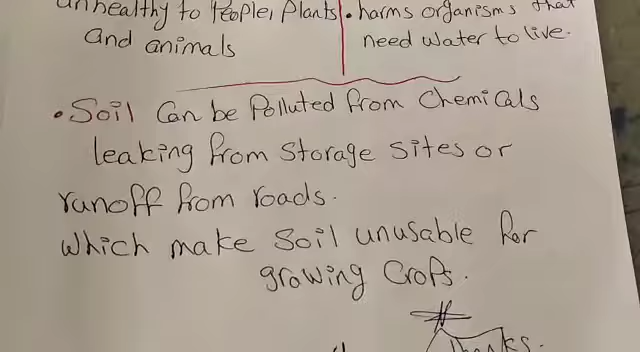 unhealthy to People, Plants
and animals
• harms organisms that
need water to live.
• Soil Can be Polluted from Chemicals
leaking from Storage Sites or
runoff from roads.
Which make Soil unusable for
growing Crops.
Thanks.